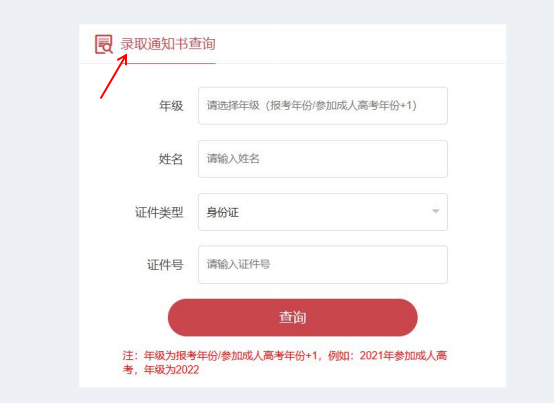 录取通知书查询
年级
请选择年级（报考年份/参加成人高考年份+1）
姓名
请输入姓名
证件类型
身份证
证件号
请输入证件号
查询
注：年级为报考年份/参加成人高考年份+1，例如：2021年参加成人高
考，年级为2022